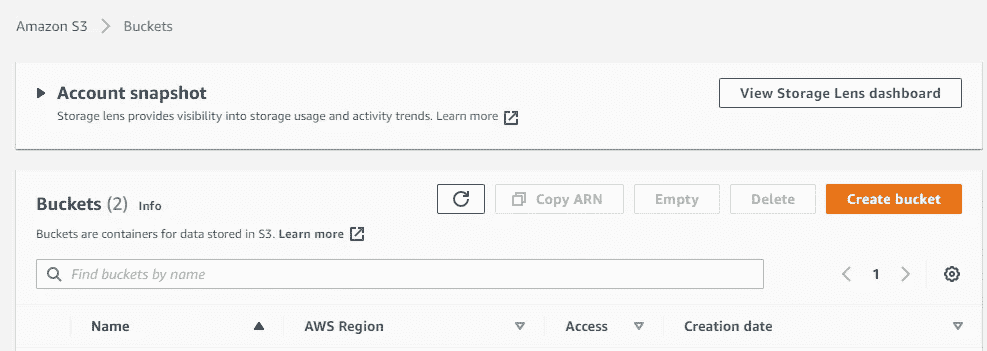 Amazon S3 > Buckets
Account snapshot
View Storage Lens dashboard
Storage lens provides visibility into storage usage and activity trends. Learn more
Buckets (2) Info
Copy ARN
Empty
Delete
Create bucket
Buckets are containers for data stored in S3. Learn more
Find buckets by name
1
Name AWS Region Access Creation date